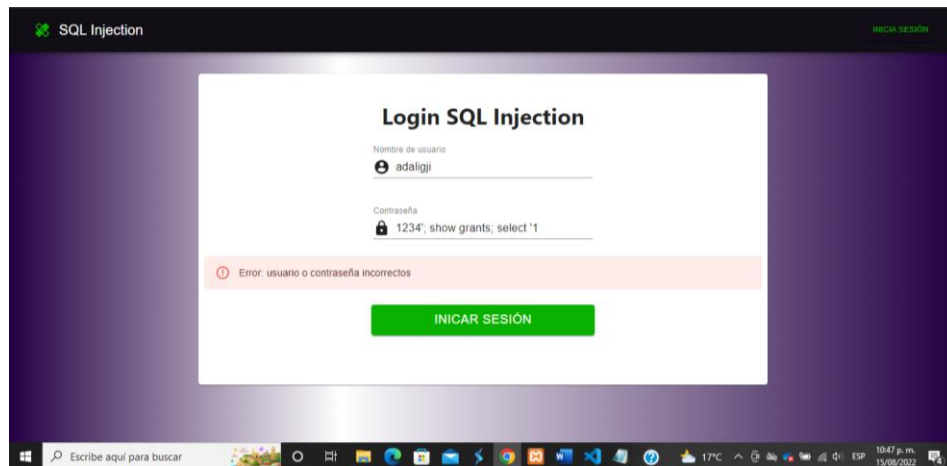 SQL Injection
INICIA SESIÓN
Login SQL Injection
Nombre de usuario
adaligji
Contraseña
1234'; show grants; select '1
Error: usuario o contraseña incorrectos
INICAR SESIÓN
Escribe aquí para buscar
17°C
ESP
10:47 p. m.
15/08/2022